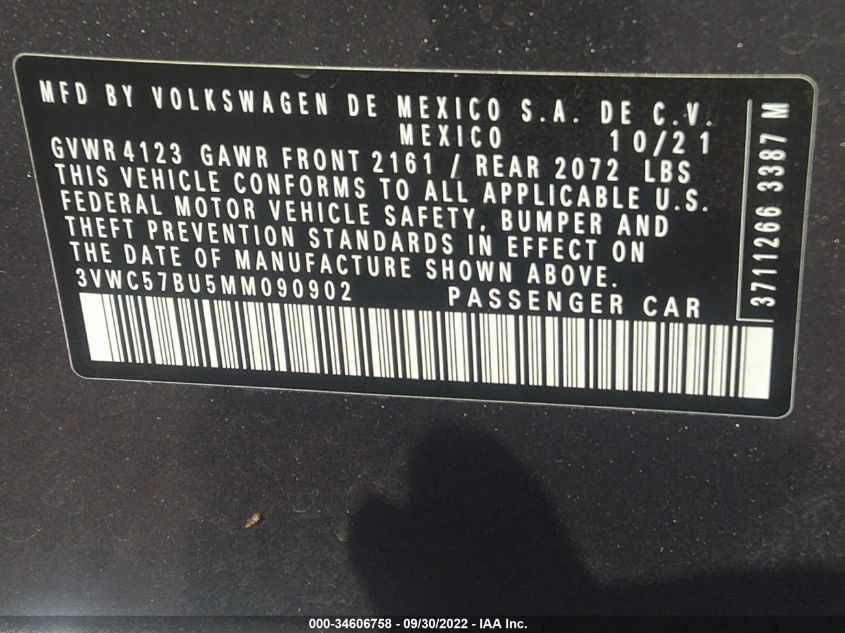 MFD BY VOLKSWAGEN DE MEXICO S.A. DE C.V.
MEXICO 10/21
GVWR 4123 GAWR FRONT 2161 / REAR 2072 LBS
THIS VEHICLE CONFORMS TO ALL APPLICABLE U.S.
FEDERAL MOTOR VEHICLE SAFETY, BUMPER AND
THEFT PREVENTION STANDARDS IN EFFECT ON
THE DATE OF MANUFACTURE SHOWN ABOVE.
3VWC57BU5MM090902 PASSENGER CAR
3711266 3387 M
000-34606758 - 09/30/2022 - IAA Inc.